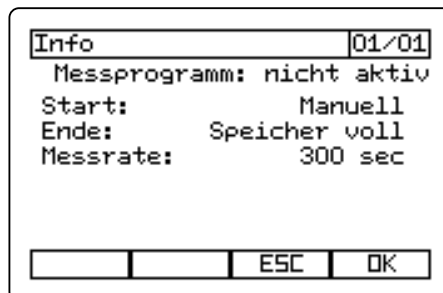 Info 01/01
Messprogramm: nicht aktiv
Start: Manuell
Ende: Speicher voll
Messrate: 300 sec
ESC OK